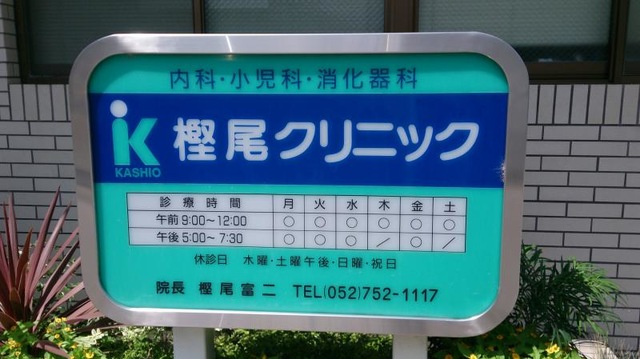 内科・小児科・消化器科
K 樫尾クリニック
KASHIO
診療時間 月 火 水 木 金 土
午前9:00~12:00 ○ ○ ○ ○ ○ ○
午後5:00~7:30 ○ ○ ○ ／ ○ ／
休診日 木曜・土曜午後・日曜・祝日
院長 樫尾富二 TEL(052)752-1117